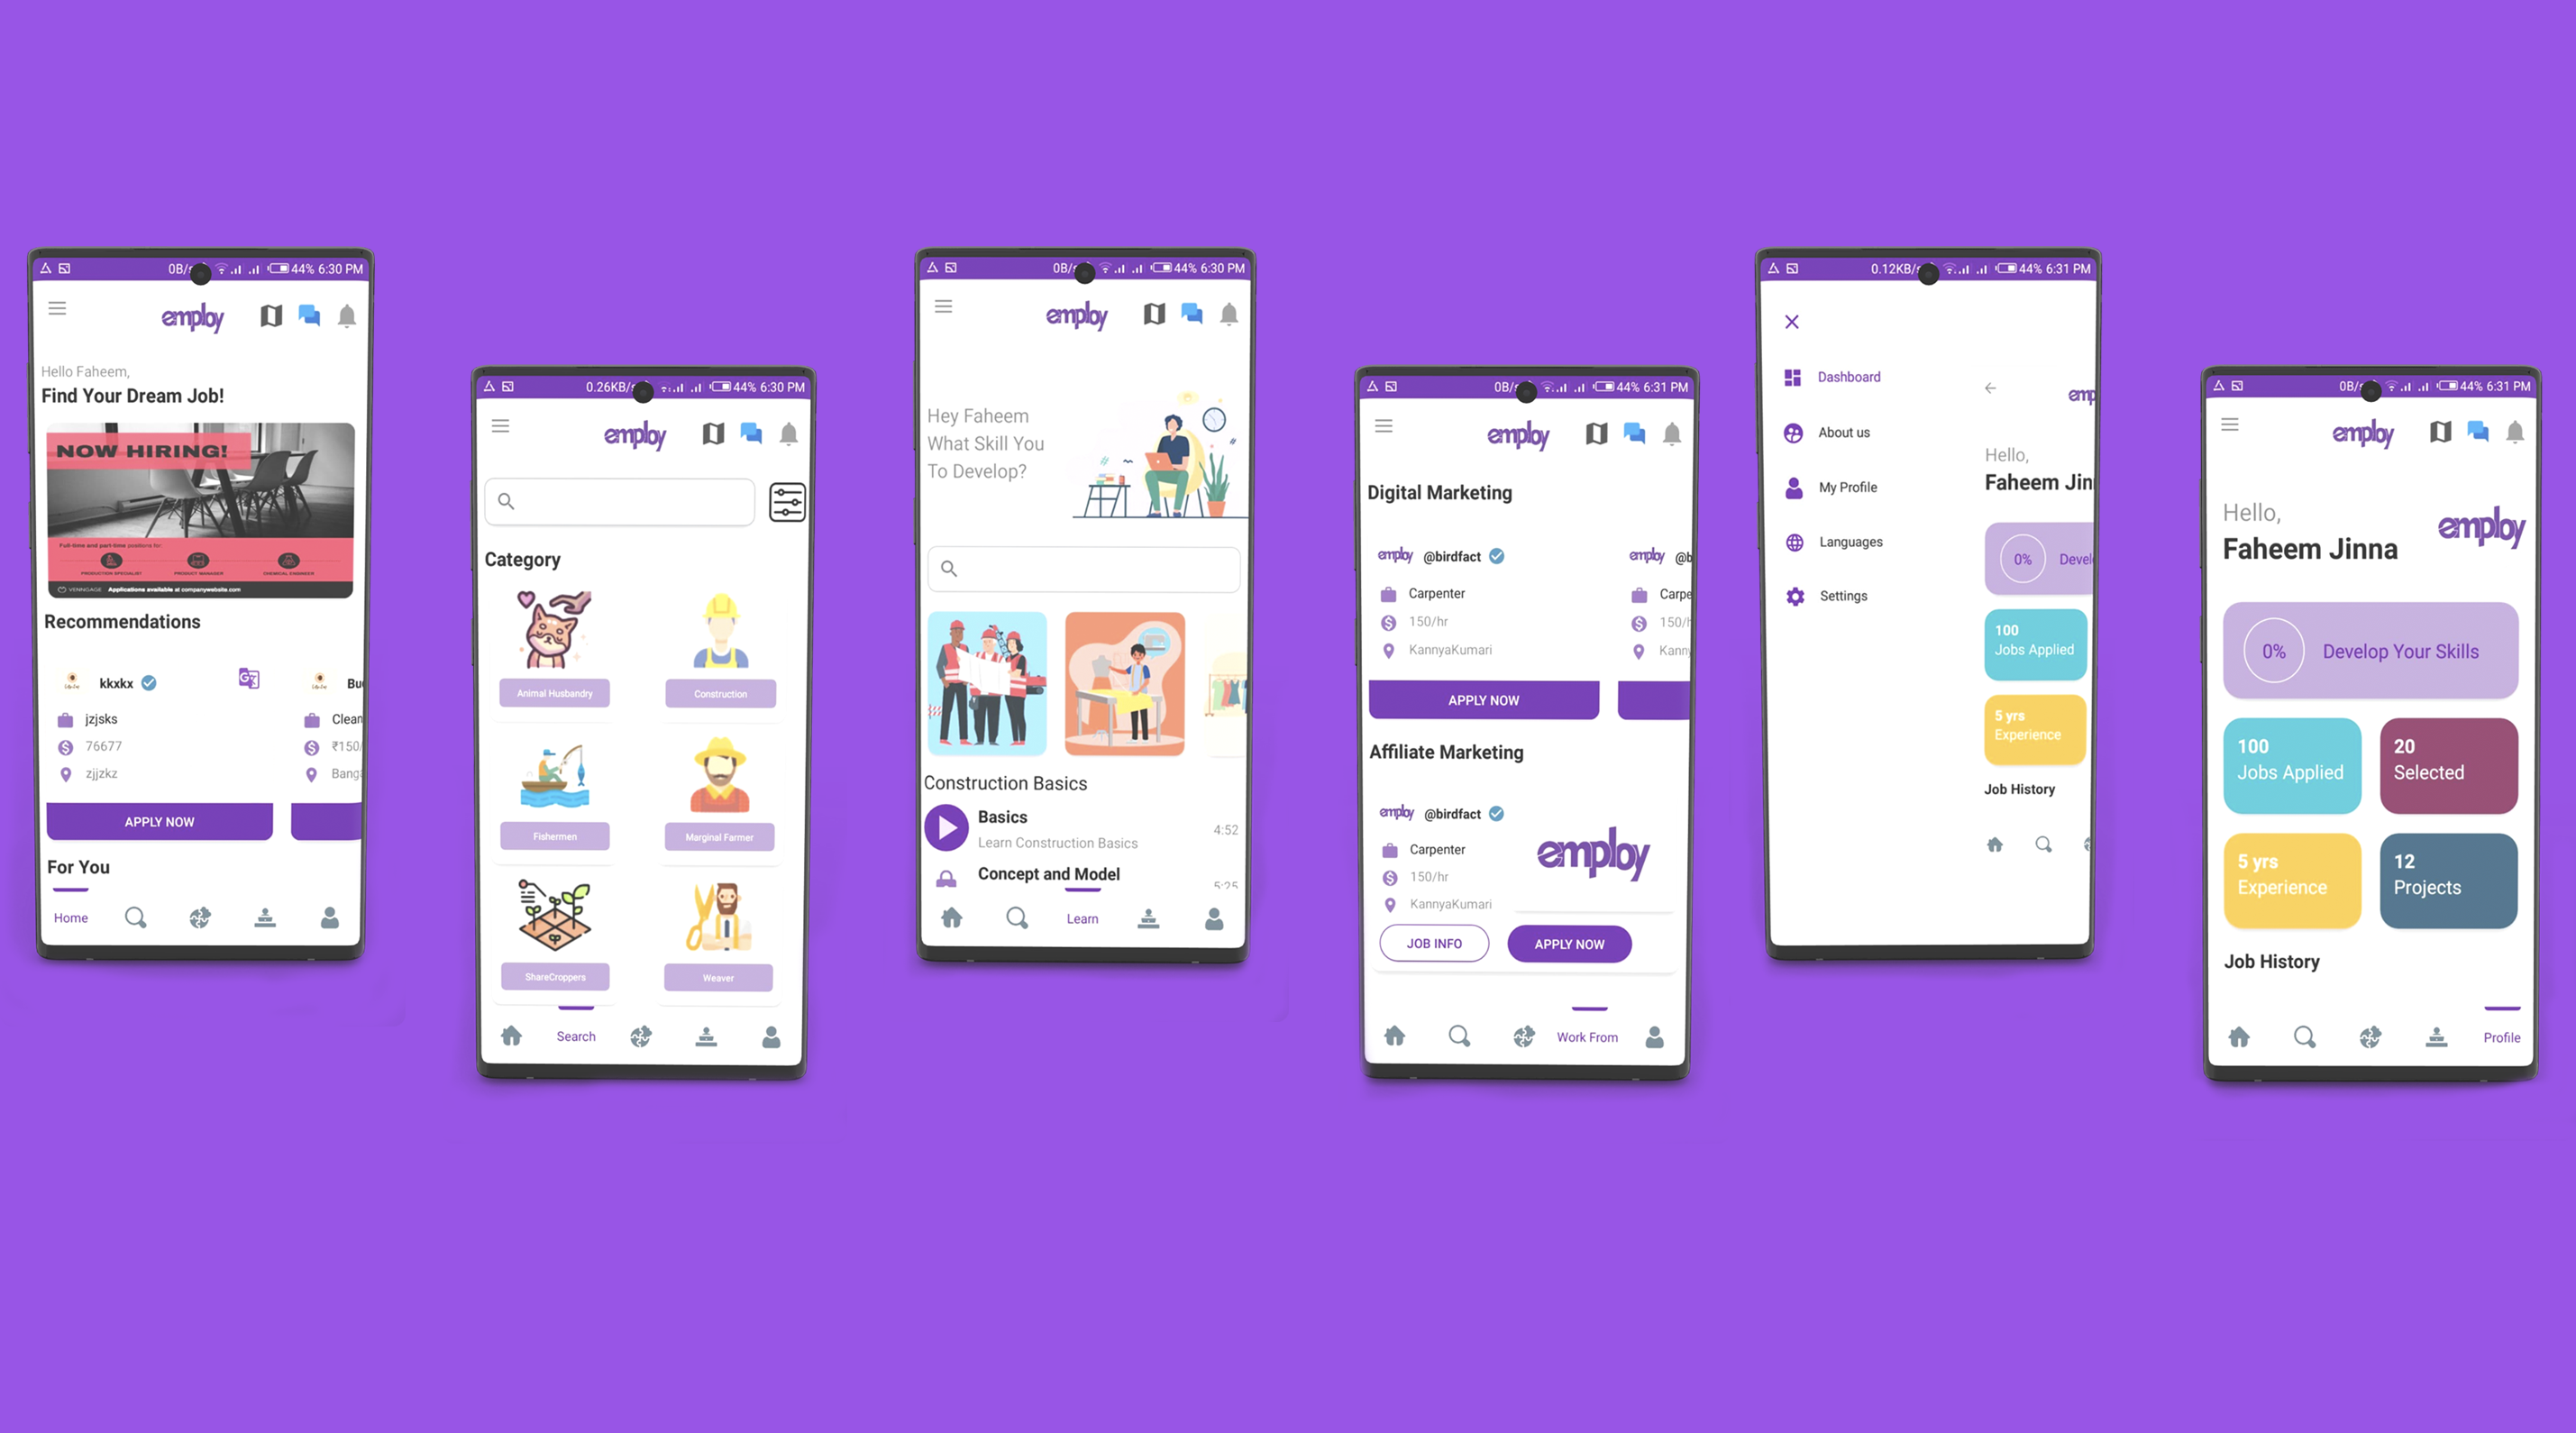 0B/s 44% 6:30 PM
employ
Hello Faheem,
Find Your Dream Job!
NOW HIRING!
Full-time and part-time positions for:
PRODUCTION SPECIALIST
PRODUCT MANAGER
CHEMICAL ENGINEER
VENNGAGE Applications available at companywebsite.com
Recommendations
kkxkx
jzjsks
76677
zjjzkz
APPLY NOW
Clean
₹150/
Bang
For You
Home
0.26KB/s 44% 6:30 PM
employ
Category
Animal Husbandry
Construction
Fishermen
Marginal Farmer
ShareCroppers
Weaver
Search
0B/s 44% 6:30 PM
employ
Hey Faheem
What Skill You
To Develop?
Construction Basics
Basics
Learn Construction Basics
4:52
Concept and Model
5:25
Learn
0B/s 44% 6:31 PM
employ
Digital Marketing
employ @birdfact
Carpenter
150/hr
KannyaKumari
APPLY NOW
employ @b
Carpe
150/h
Kanny
Affiliate Marketing
employ @birdfact
Carpenter
150/hr
KannyaKumari
employ
JOB INFO
APPLY NOW
Work From
0.12KB/s 44% 6:31 PM
Dashboard
About us
My Profile
Languages
Settings
emp
Hello,
Faheem Jin
0% Devel
100
Jobs Applied
5 yrs
Experience
Job History
0B/s 44% 6:31 PM
employ
Hello,
Faheem Jinna
employ
0% Develop Your Skills
100
Jobs Applied
20
Selected
5 yrs
Experience
12
Projects
Job History
Profile